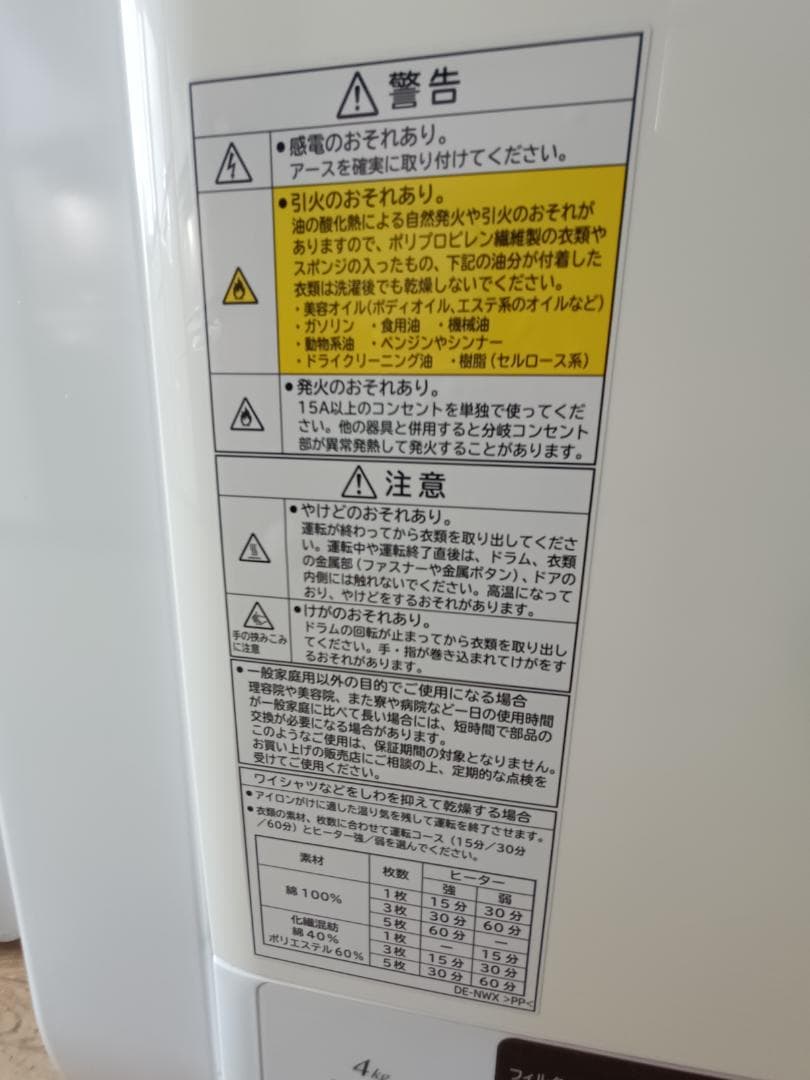 警告
●感電のおそれあり。
アースを確実に取り付けてください。
●引火のおそれあり。
油の酸化熱による自然発火や引火のおそれが
ありますので、ポリプロピレン繊維製の衣類や
スポンジの入ったもの、下記の油分が付着した
衣類は洗濯後でも乾燥しないでください。
・美容オイル(ボディオイル、エステ系のオイルなど)
・ガソリン ・食用油 ・機械油
・動物系油 ・ベンジンやシンナー
・ドライクリーニング油 ・樹脂(セルロース系)
●発火のおそれあり。
15A以上のコンセントを単独で使ってくだ
さい。他の器具と併用すると分岐コンセント
部が異常発熱して発火することがあります。
注意
●やけどのおそれあり。
運転が終わってから衣類を取り出してくださ
い。運転中や運転終了直後は、ドラム、衣類
の金属部(ファスナーや金属ボタン)、ドアの
内側には触れないでください。高温になって
おり、やけどをするおそれがあります。
手の挟みこみ
に注意
●けがのおそれあり。
ドラムの回転が止まってから衣類を取り出し
てください。手・指が巻き込まれてけがをす
るおそれがあります。
●一般家庭用以外の目的でご使用になる場合
理容院や美容院、また寮や病院など一日の使用時間
が一般家庭に比べて長い場合には、短時間で部品の
交換が必要になる場合があります。
このようなご使用は、保証期間の対象となりません。
お買い上げの販売店にご相談の上、定期的な点検を
受けてご使用ください。
ワイシャツなどをしわを抑えて乾燥する場合
●アイロンがけに適した湿り気を残して運転を終了させます。
●衣類の素材、枚数に合わせて運転コース(15分/30分
/60分)とヒーター強/弱を選んでください。
素材 枚数 ヒーター
強 弱
綿100% 1枚 15分 30分
3枚 30分 60分
5枚 60分 ー
化繊混紡
綿40%
ポリエステル60%
1枚 ー 15分
3枚 15分 30分
5枚 30分 60分
DE-NWX >PP<
4kg